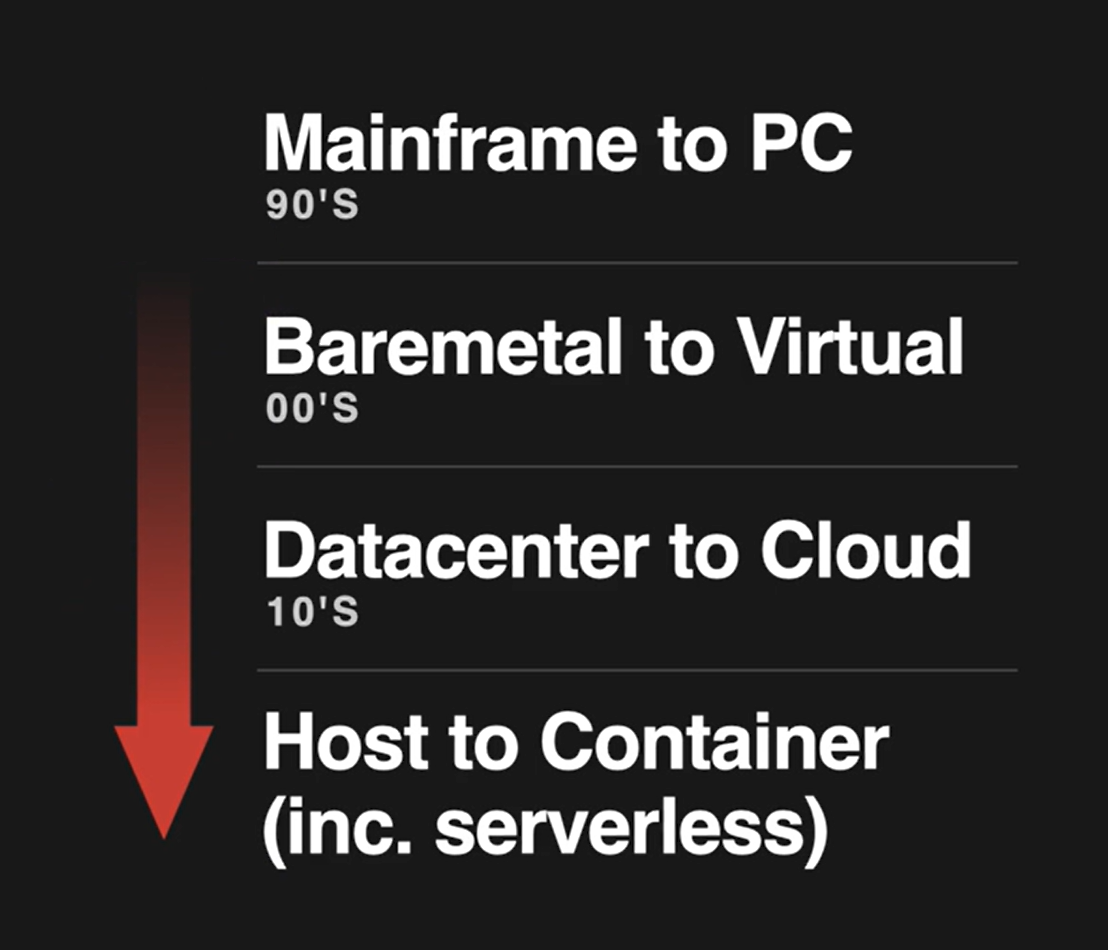 Mainframe to PC
90'S
Baremetal to Virtual
00'S
Datacenter to Cloud
10'S
Host to Container
(inc. serverless)